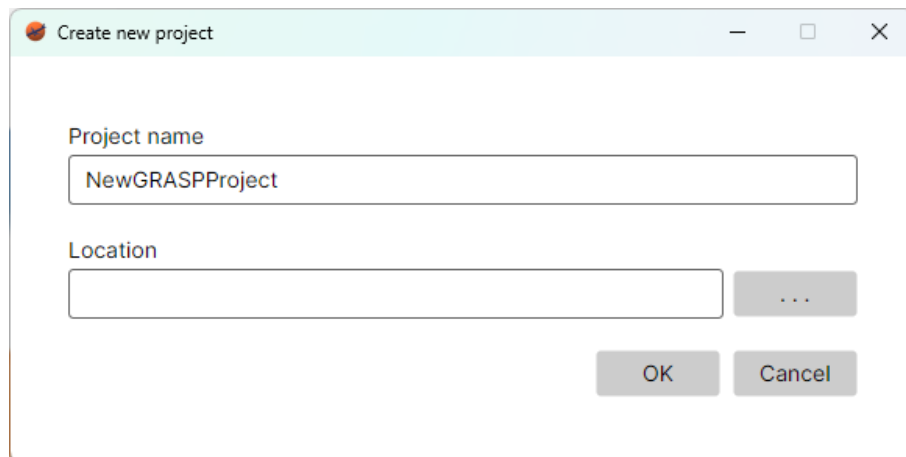 Create new project
Project name
NewGRASPProject
Location
...
OK Cancel